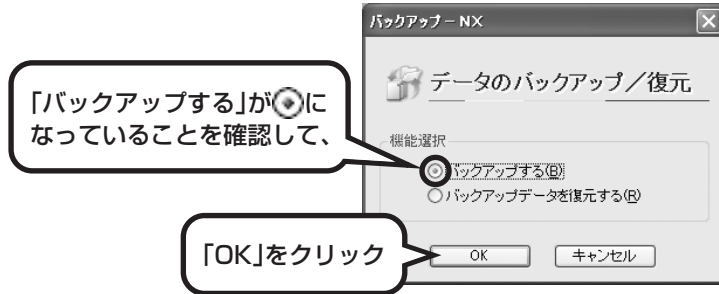 バックアップ－NX
データのバックアップ／復元
「バックアップする」が
になっていることを確認して、
機能選択
バックアップする(B)
バックアップデータを復元する(R)
「OK」をクリック
OK
キャンセル